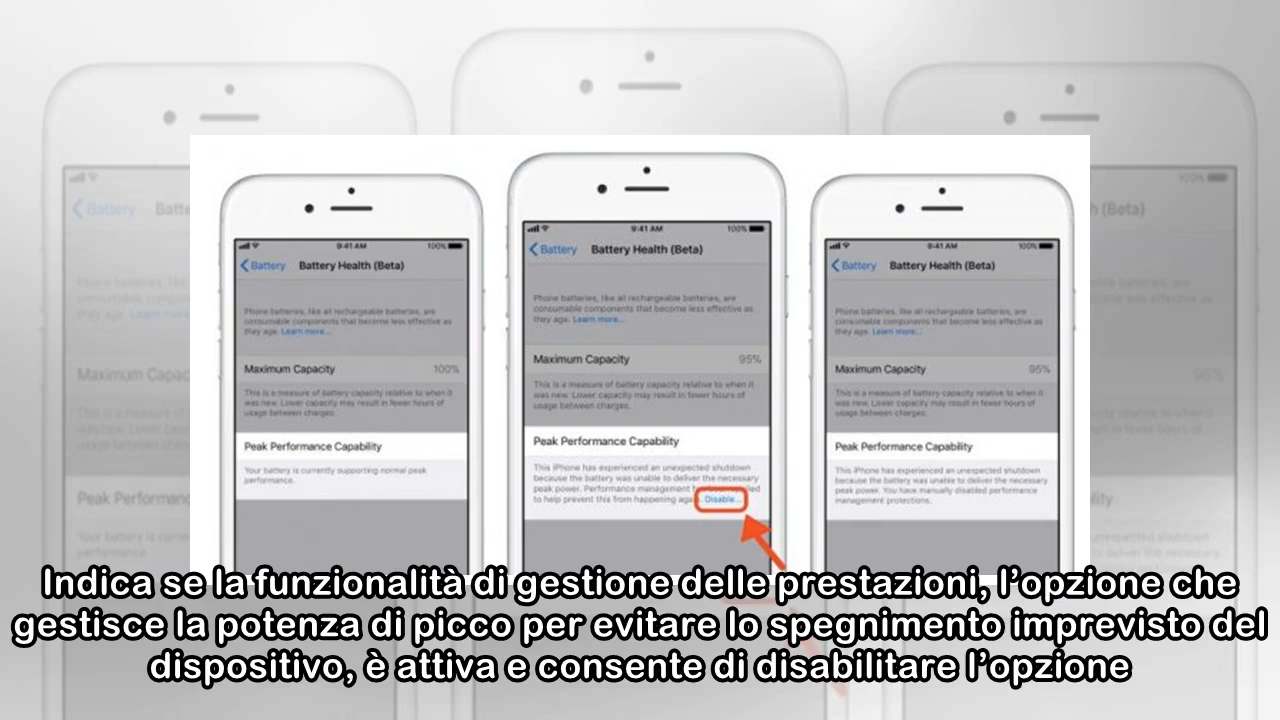 9:41 AM 100%
Battery Battery Health (Beta)
Phone batteries, like all rechargeable batteries, are
consumable components that become less effective as
they age. Learn more...
Maximum Capacity 100%
This is a measure of battery capacity relative to when it
was new. Lower capacity may result in fewer hours of
usage between charges.
Peak Performance Capability
Your battery is currently supporting normal peak
performance.
9:41 AM 100%
Battery Battery Health (Beta)
Phone batteries, like all rechargeable batteries, are
consumable components that become less effective as
they age. Learn more...
Maximum Capacity 95%
This is a measure of battery capacity relative to when it
was new. Lower capacity may result in fewer hours of
usage between charges.
Peak Performance Capability
This iPhone has experienced an unexpected shutdown
because the battery was unable to deliver the necessary
peak power. Performance management
to help prevent this from happening Disable...
9:41 AM 100%
Battery Battery Health (Beta)
Phone batteries, like all rechargeable batteries, are
consumable components that become less effective as
they age. Learn more...
Maximum Capacity 95%
This is a measure of battery capacity relative to when it
was new. Lower capacity may result in fewer hours of
usage between charges.
Peak Performance Capability
This iPhone has experienced an unexpected shutdown
because the battery was unable to deliver the necessary
peak power. You have manually disabled performance
management protections.
Indica se la funzionalità di gestione delle prestazioni, l'opzione che
gestisce la potenza di picco per evitare lo spegnimento imprevisto del
dispositivo, è attiva e consente di disabilitare l'opzione